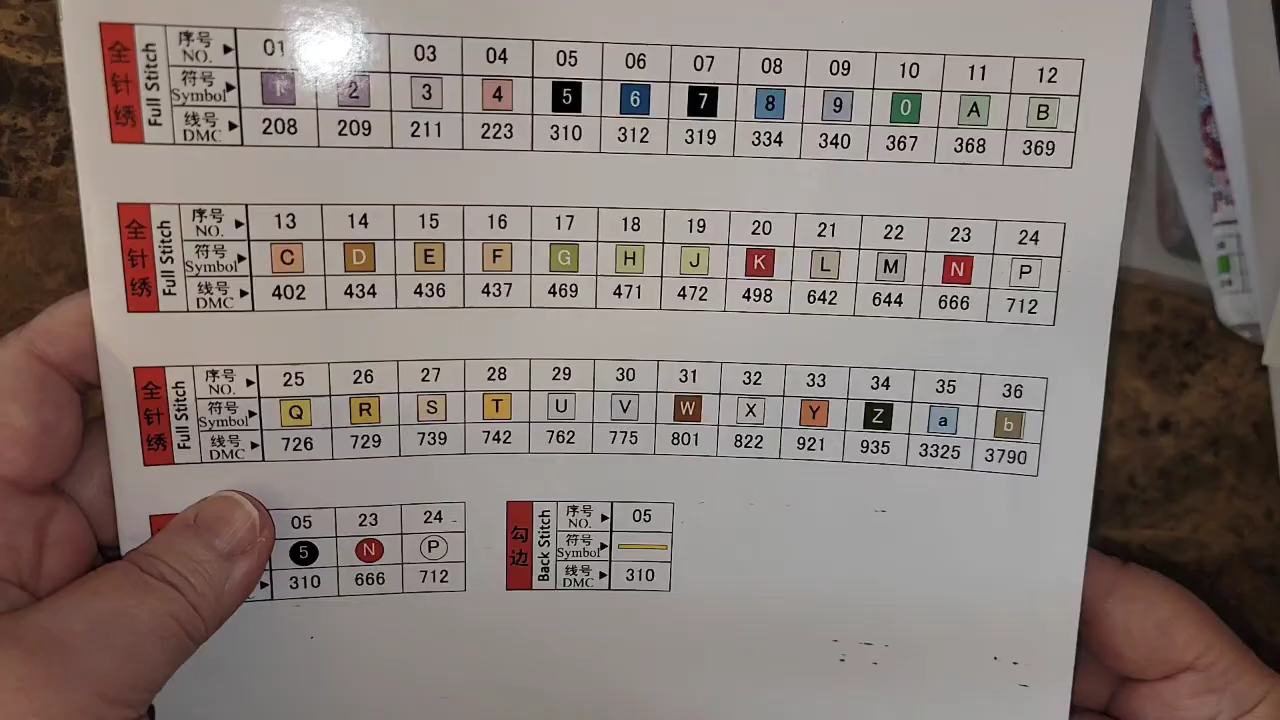 全针绣 Full Stitch
序号 NO. ▶ 01 03 04 05 06 07 08 09 10 11 12
符号 Symbol ▶ 1 2 3 4 5 6 7 8 9 0 A B
线号 DMC ▶ 208 209 211 223 310 312 319 334 340 367 368 369
全针绣 Full Stitch
序号 NO. ▶ 13 14 15 16 17 18 19 20 21 22 23 24
符号 Symbol ▶ C D E F G H J K L M N P
线号 DMC ▶ 402 434 436 437 469 471 472 498 642 644 666 712
全针绣 Full Stitch
序号 NO. ▶ 25 26 27 28 29 30 31 32 33 34 35 36
符号 Symbol ▶ Q R S T U V W X Y Z a b
线号 DMC ▶ 726 729 739 742 762 775 801 822 921 935 3325 3790
05 23 24
5 N P
▶ 310 666 712
勾边 Back Stitch
序号 NO. ▶ 05
符号 Symbol ▶
线号 DMC ▶ 310